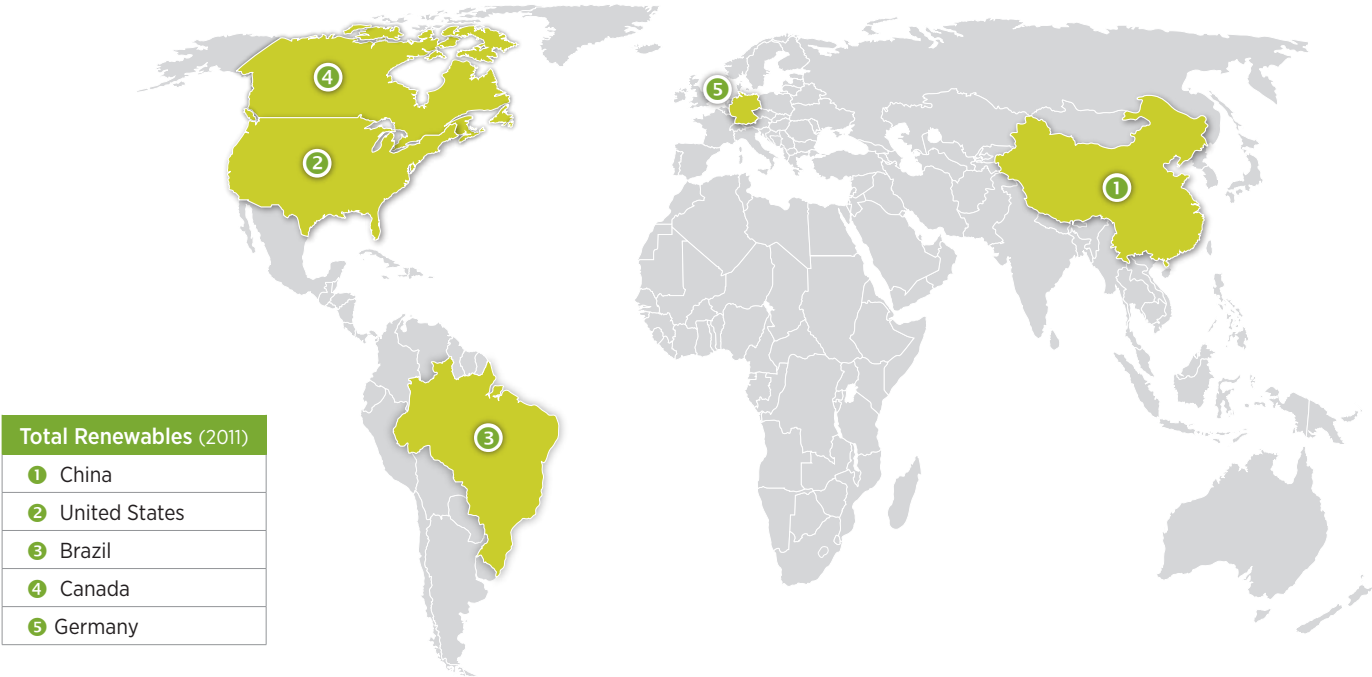 4
5
2
1
3
Total Renewables (2011)
1 China
2 United States
3 Brazil
4 Canada
5 Germany